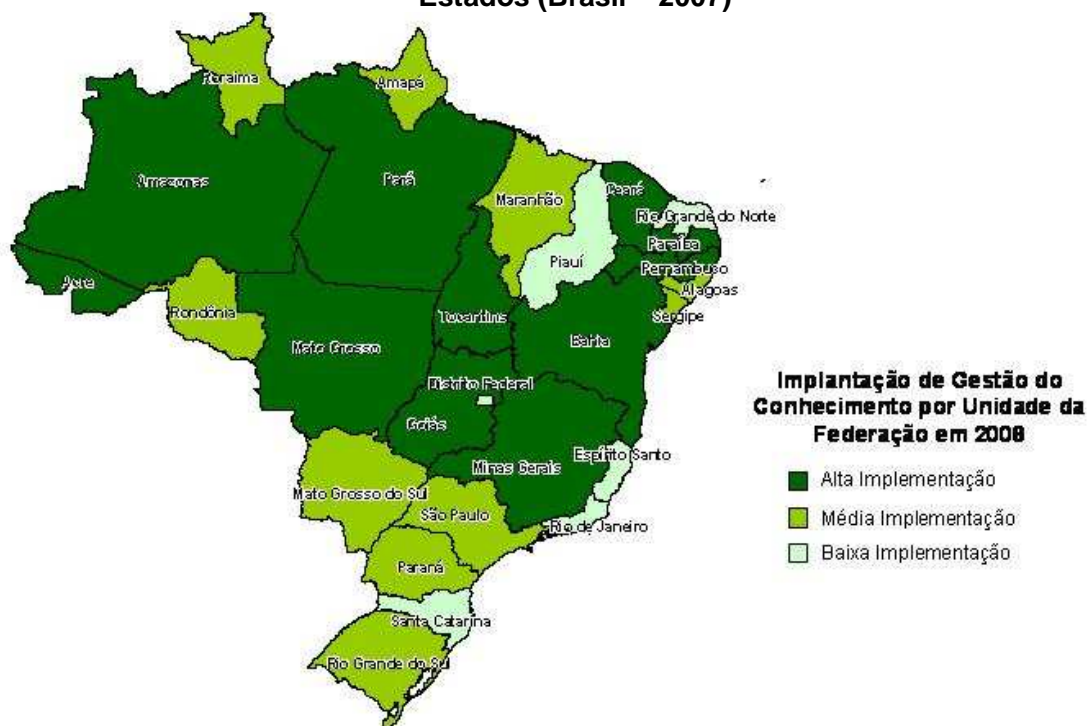 Estados (Brasil – 2007)
Roraima
Amapá
Amazonas
Pará
Maranhão
Ceará
Rio Grande do Norte
Piauí
Paraíba
Pernambuco
Alagoas
Sergipe
Acre
Rondônia
Tocantins
Mato Grosso
Bahia
Distrito Federal
Goiás
Minas Gerais
Espírito Santo
Mato Grosso do Sul
São Paulo
Rio de Janeiro
Paraná
Santa Catarina
Rio Grande do Sul
Implantação de Gestão do
Conhecimento por Unidade da
Federação em 2008
Alta Implementação
Média Implementação
Baixa Implementação